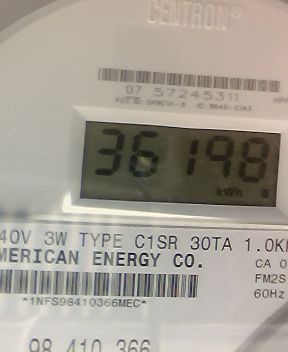 CENTRON®
07 57245311
36198
kWh
40V 3W TYPE C1SR 30TA 1.0K
MERICAN ENERGY CO.
CA 0
FM2S
60Hz
*1NFS98410366MEC*
98 410 366